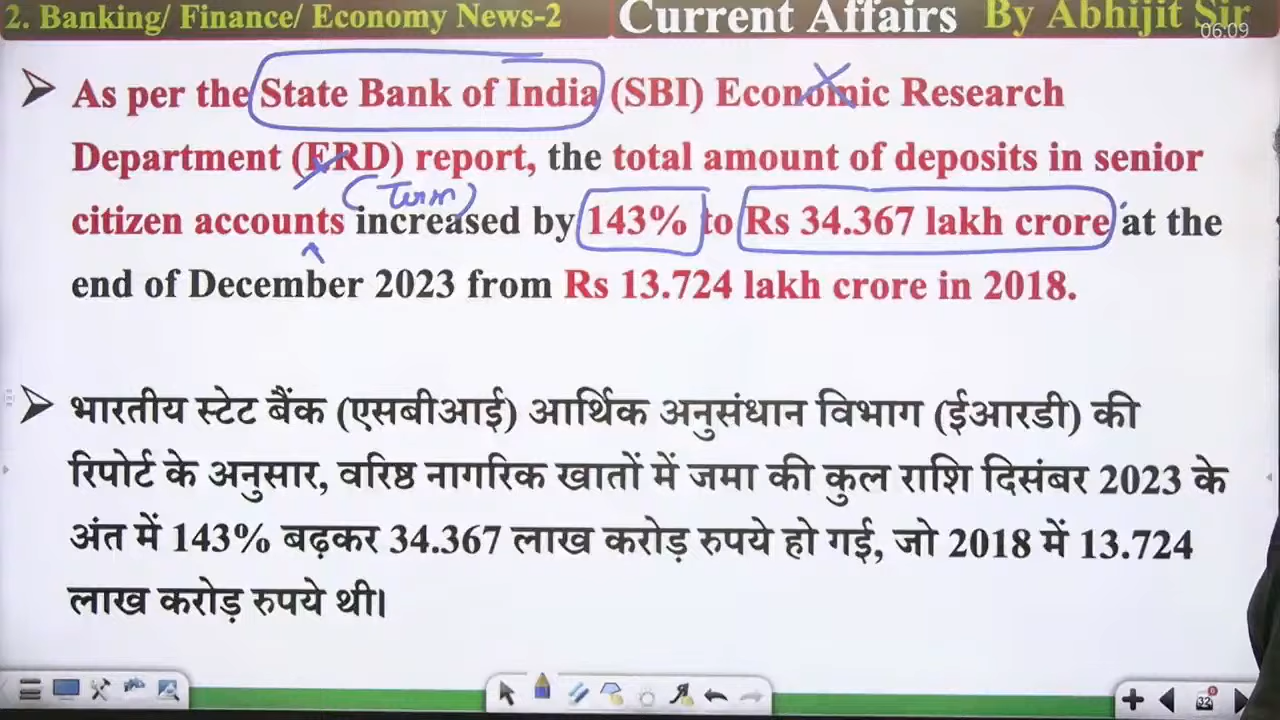 2. Banking/ Finance/ Economy News-2
Current Affairs
By Abhijit Sir
06:09
As per the State Bank of India (SBI) Economic Research
Department (ERD) report, the total amount of deposits in senior
(Term)
citizen accounts increased by 143% to Rs 34.367 lakh crore at the
end of December 2023 from Rs 13.724 lakh crore in 2018.
भारतीय स्टेट बैंक (एसबीआई) आर्थिक अनुसंधान विभाग (ईआरडी) की
रिपोर्ट के अनुसार, वरिष्ठ नागरिक खातों में जमा की कुल राशि दिसंबर 2023 के
अंत में 143% बढ़कर 34.367 लाख करोड़ रुपये हो गई, जो 2018 में 13.724
लाख करोड़ रुपये थी।
32